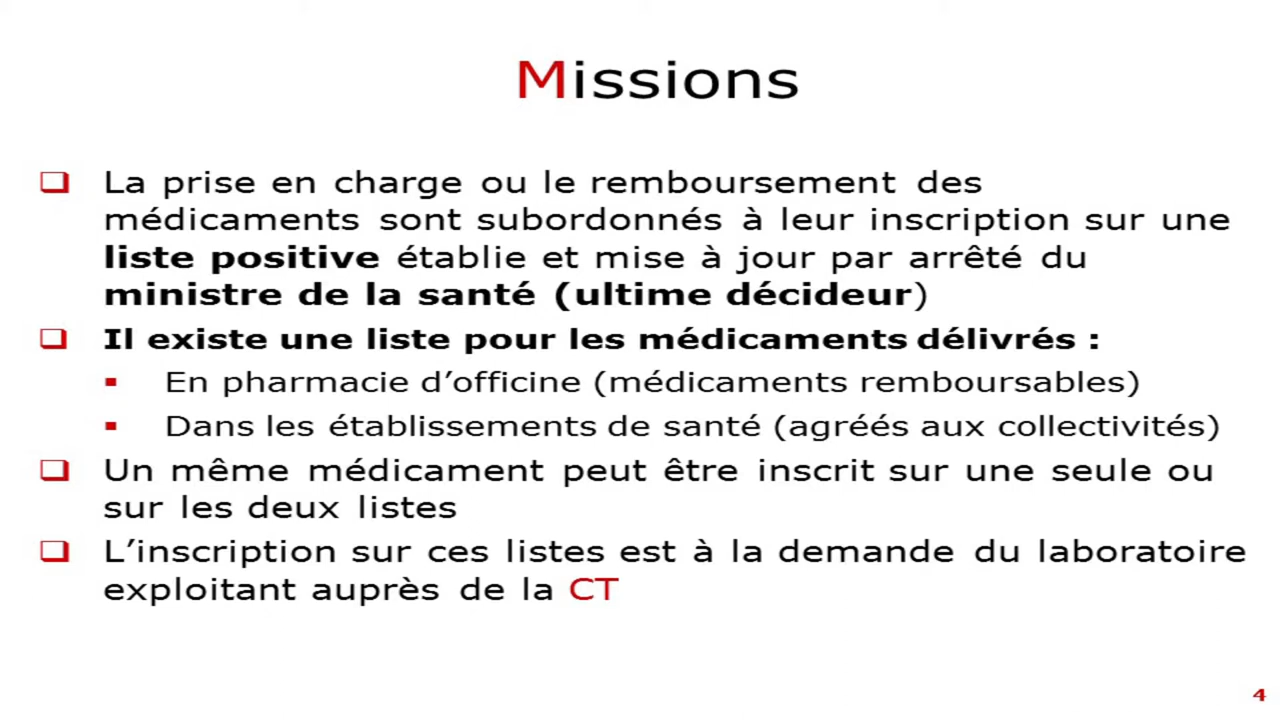 Missions
❑ La prise en charge ou le remboursement des
médicaments sont subordonnés à leur inscription sur une
liste positive établie et mise à jour par arrêté du
ministre de la santé (ultime décideur)
❑ Il existe une liste pour les médicaments délivrés :
▪ En pharmacie d’officine (médicaments remboursables)
▪ Dans les établissements de santé (agréés aux collectivités)
❑ Un même médicament peut être inscrit sur une seule ou
sur les deux listes
❑ L’inscription sur ces listes est à la demande du laboratoire
exploitant auprès de la CT
4